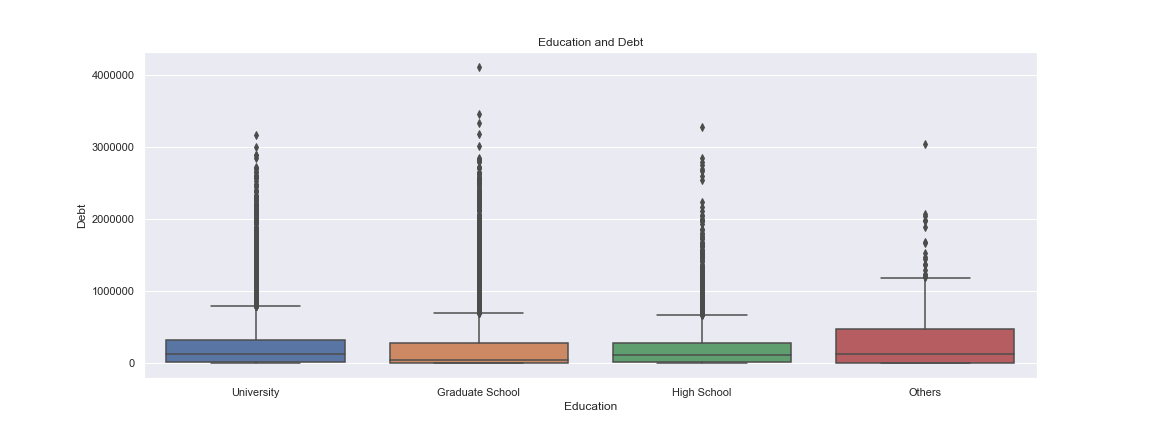 Education and Debt
4000000
3000000
2000000
1000000
0
Debt
University Graduate School High School Others
Education